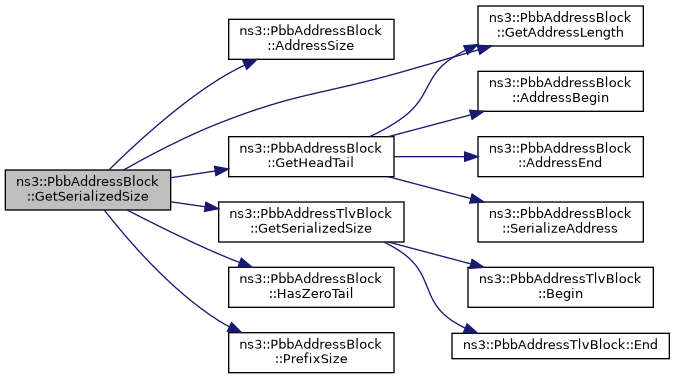 ns3::PbbAddressBlock
::GetSerializedSize
ns3::PbbAddressBlock
::AddressSize
ns3::PbbAddressBlock
::GetAddressLength
ns3::PbbAddressBlock
::GetHeadTail
ns3::PbbAddressBlock
::AddressBegin
ns3::PbbAddressBlock
::AddressEnd
ns3::PbbAddressBlock
::SerializeAddress
ns3::PbbAddressTlvBlock
::GetSerializedSize
ns3::PbbAddressTlvBlock
::Begin
ns3::PbbAddressTlvBlock::End
ns3::PbbAddressBlock
::HasZeroTail
ns3::PbbAddressBlock
::PrefixSize